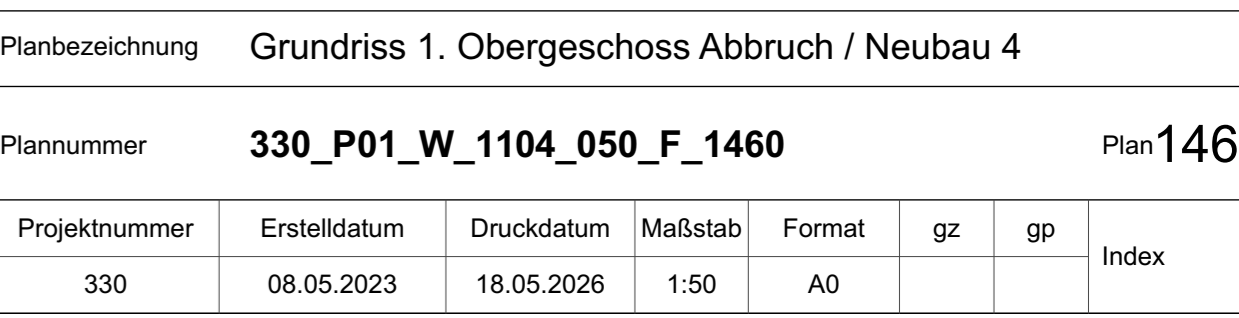 Planbezeichnung Grundriss 1. Obergeschoss Abbruch / Neubau 4
Plannummer 330_P01_W_1104_050_F_1460 Plan 146
Projektnummer Erstelldatum Druckdatum Maßstab Format gz gp Index
330 08.05.2023 18.05.2026 1:50 A0